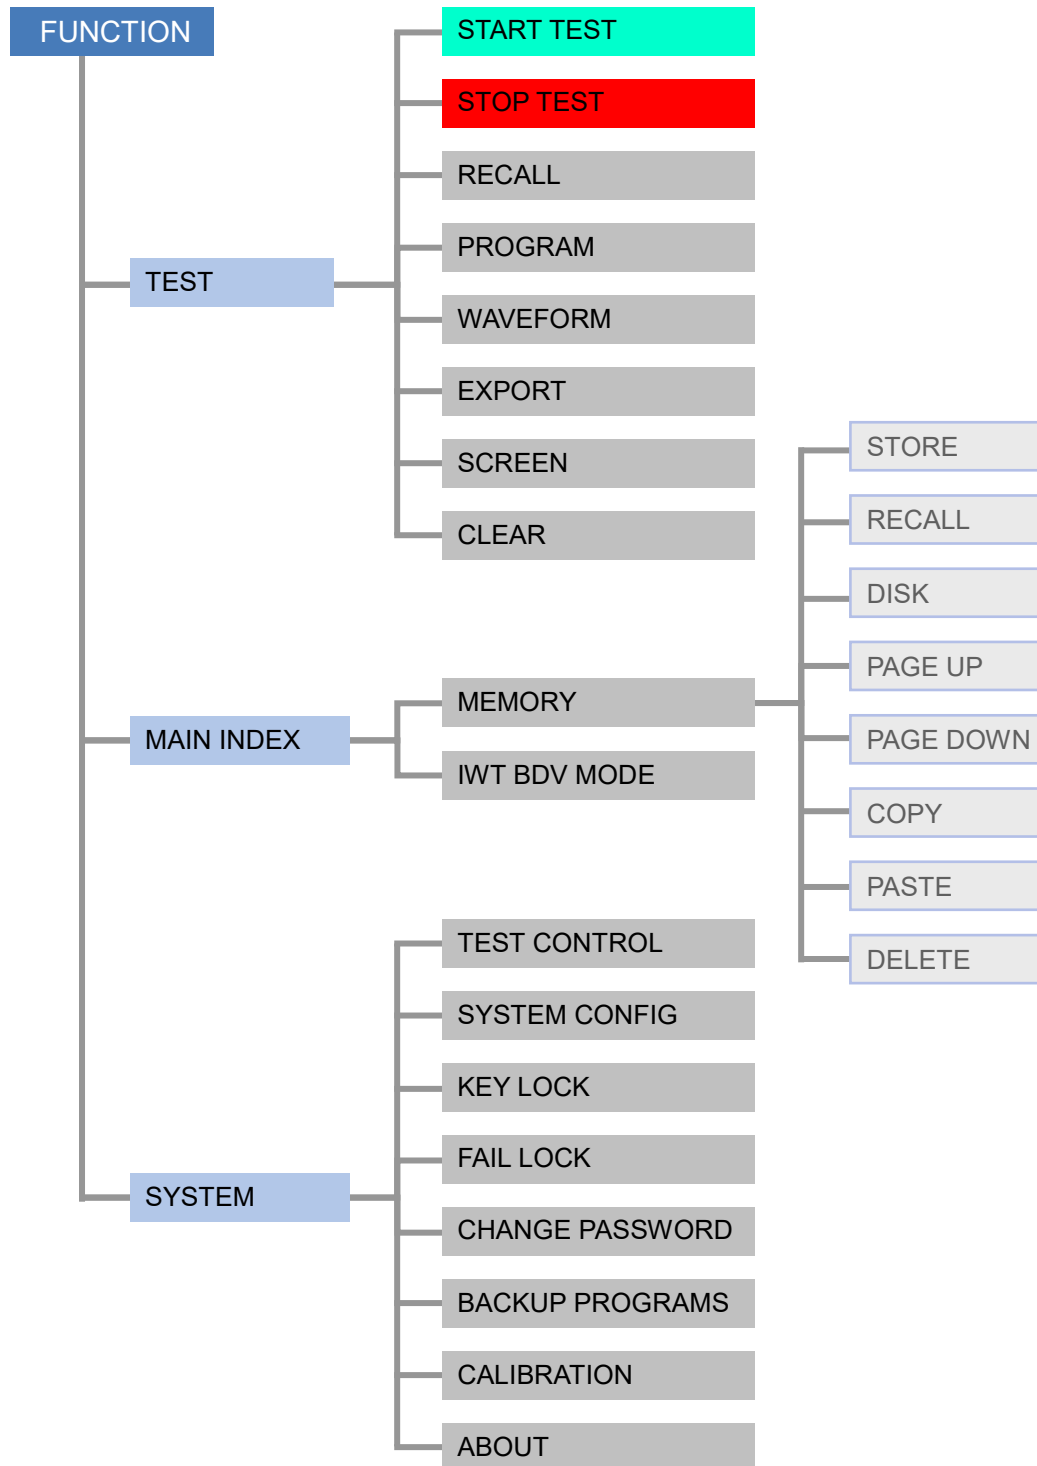 FUNCTION
TEST
START TEST
STOP TEST
RECALL
PROGRAM
WAVEFORM
EXPORT
SCREEN
CLEAR
MAIN INDEX
MEMORY
STORE
RECALL
DISK
PAGE UP
PAGE DOWN
COPY
PASTE
DELETE
IWT BDV MODE
SYSTEM
TEST CONTROL
SYSTEM CONFIG
KEY LOCK
FAIL LOCK
CHANGE PASSWORD
BACKUP PROGRAMS
CALIBRATION
ABOUT